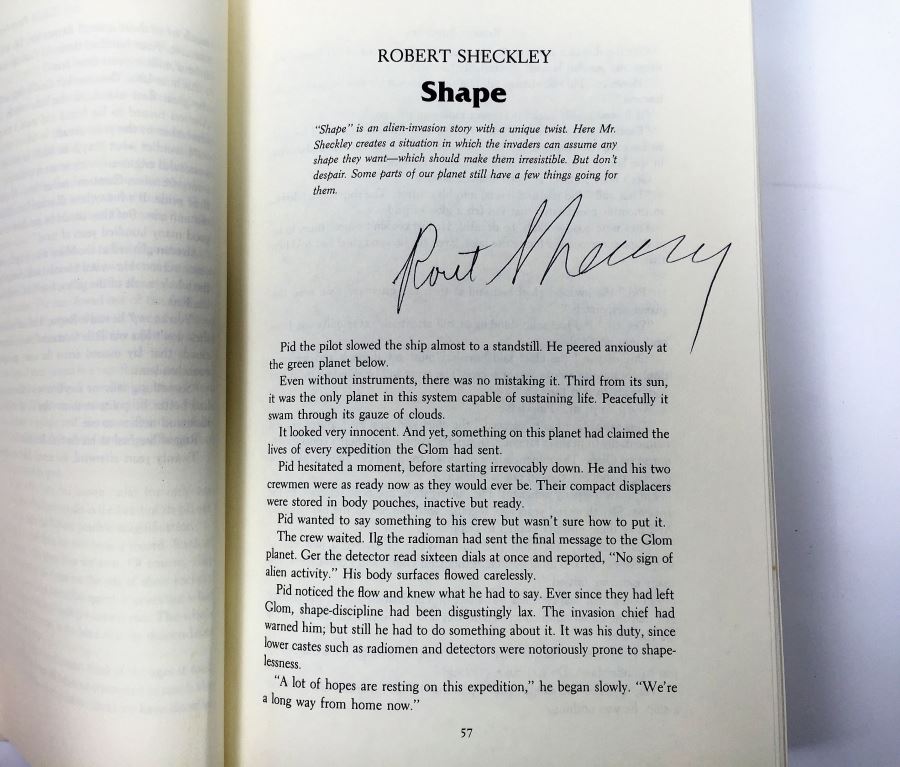 ROBERT SHECKLEY
Shape
"Shape" is an alien-invasion story with a unique twist. Here Mr.
Sheckley creates a situation in which the invaders can assume any
shape they want—which should make them irresistible. But don't
despair. Some parts of our planet still have a few things going for
them.
Pid the pilot slowed the ship almost to a standstill. He peered anxiously at
the green planet below.
Even without instruments, there was no mistaking it. Third from its sun,
it was the only planet in this system capable of sustaining life. Peacefully it
swam through its gauze of clouds.
It looked very innocent. And yet, something on this planet had claimed the
lives of every expedition the Glom had sent.
Pid hesitated a moment, before starting irrevocably down. He and his two
crewmen were as ready now as they would ever be. Their compact displacers
were stored in body pouches, inactive but ready.
Pid wanted to say something to his crew but wasn't sure how to put it.
The crew waited. Ilg the radioman had sent the final message to the Glom
planet. Ger the detector read sixteen dials at once and reported, "No sign of
alien activity." His body surfaces flowed carelessly.
Pid noticed the flow and knew what he had to say. Ever since they had left
Glom, shape-discipline had been disgustingly lax. The invasion chief had
warned him; but still he had to do something about it. It was his duty, since
lower castes such as radiomen and detectors were notoriously prone to shape-
lessness.
"A lot of hopes are resting on this expedition," he began slowly. "We're
a long way from home now."
57